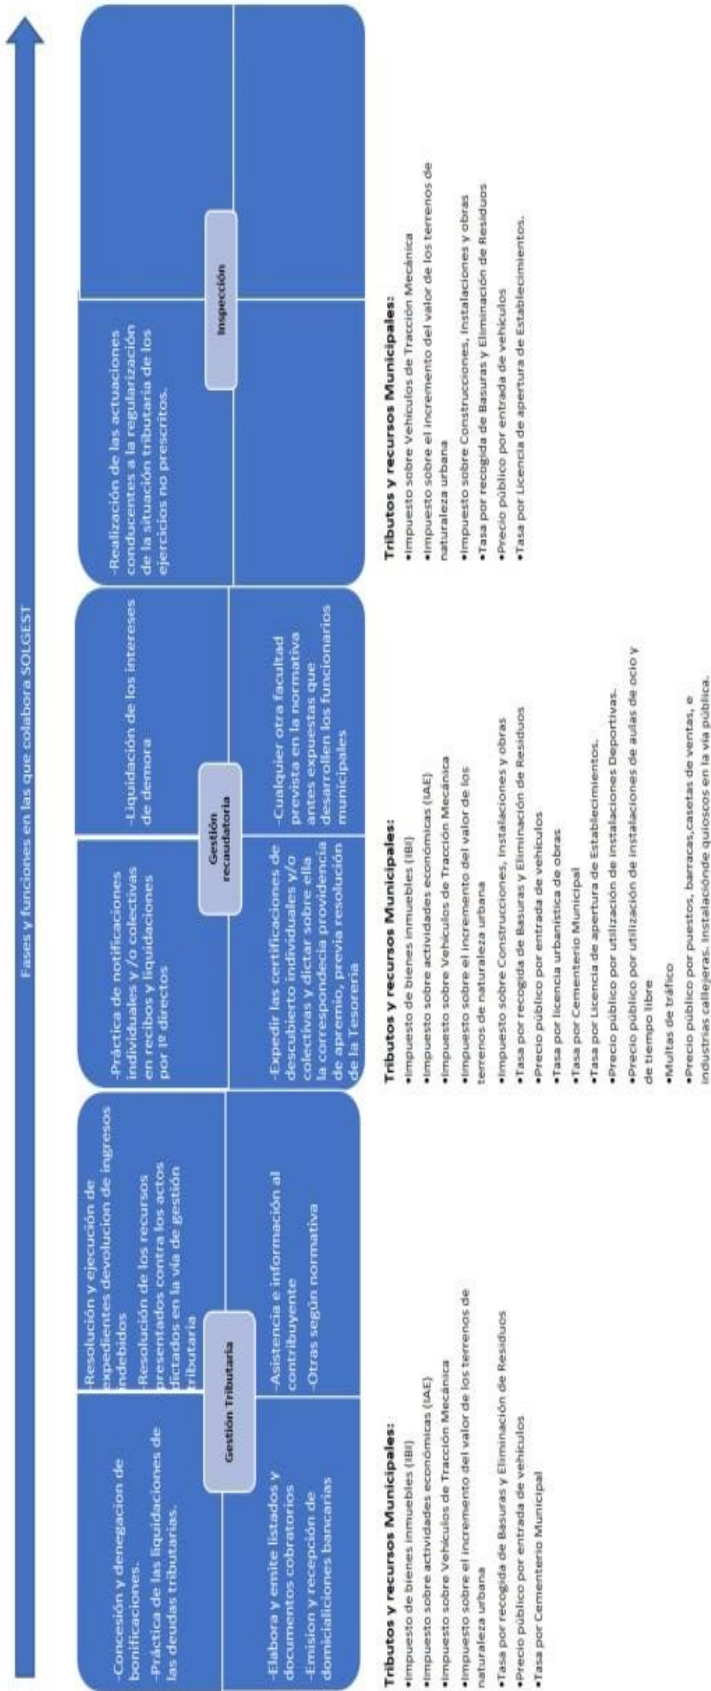 Fases y funciones en las que colabora SOLGEST
-Concesión y denegacion de
bonificaciones.
-Práctica de las liquidaciones de
las deudas tributarias.
-Resolución y ejecución de
expedientes devolucion de ingresos
indebidos
-Resolución de los recursos
presentados contra los actos
dictados en la vía de gestión
tributaria
Gestión Tributaria
-Elabora y emite listados y
documentos cobratorios
-Emision y recepción de
domicialiciones bancarias
-Asistencia e información al
contribuyente
-Otras según normativa
-Práctica de notificaciones
individuales y /o colectivas
en recibos y liquidaciones
por Iº directos
-Liquidación de los intereses
de demora
Gestión
recaudatoria
-Expedir las certificaciones de
descubierto individuales y/o
colectivas y dictar sobre ella
la correspondecia providencia
de apremio, previa resolución
de la Tesoreria
-Cualquier otra facultad
prevista en la normativa
antes expuestas que
desarrollen los funcionarios
municipales
-Realización de las actuaciones
conducentes a la regularización
de la situación tributaria de los
ejercicios no prescritos.
Inspección
Tributos y recursos Municipales:
•Impuesto de bienes inmuebles (IBI)
•Impuesto sobre actividades económicas (IAE)
•Impuesto sobre Vehículos de Tracción Mecánica
•Impuesto sobre el incremento del valor de los terrenos de
naturaleza urbana
•Tasa por recogida de Basuras y Eliminación de Residuos
•Precio público por entrada de vehículos
•Tasa por Cementerio Municipal
Tributos y recursos Municipales:
•Impuesto de bienes inmuebles (IBI)
•Impuesto sobre actividades económicas (IAE)
•Impuesto sobre Vehículos de Tracción Mecánica
•Impuesto sobre el incremento del valor de los
terrenos de naturaleza urbana
•Impuesto sobre Construcciones, Instalaciones y obras
•Tasa por recogida de Basuras y Eliminación de Residuos
•Precio público por entrada de vehículos
•Tasa por licencia urbanística de obras
•Tasa por Cementerio Municipal
•Tasa por Licencia de apertura de Establecimientos.
•Precio público por utilización de instalaciones Deportivas.
•Precio público por utilización de instalaciones de aulas de ocio y
de tiempo libre
•Multas de tráfico
•Precio público por puestos, barracas,casetas de ventas, e
industrias callejeras. Instalaciónde quioscos en la vía pública.
Tributos y recursos Municipales:
•Impuesto sobre Vehículos de Tracción Mecánica
•Impuesto sobre el incremento del valor de los terrenos de
naturaleza urbana
•Impuesto sobre Construcciones, Instalaciones y obras
•Tasa por recogida de Basuras y Eliminación de Residuos
•Precio público por entrada de vehículos
•Tasa por Licencia de apertura de Establecimientos.